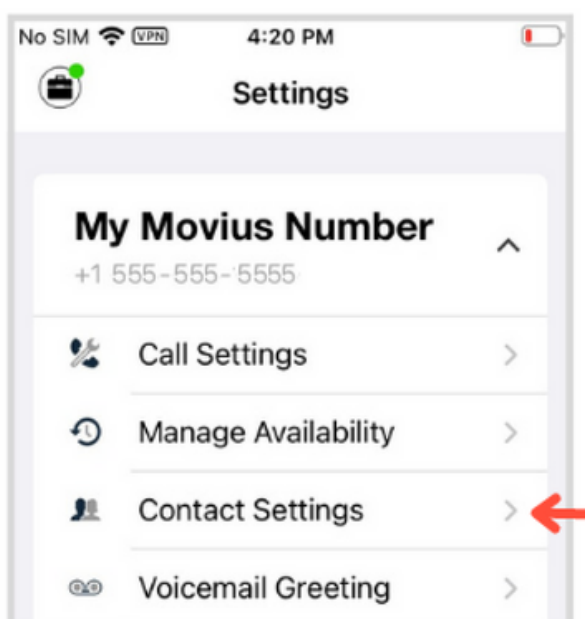 No SIM VPN 4:20 PM
Settings
My Movius Number
+1 555-555-5555
Call Settings
Manage Availability
Contact Settings
Voicemail Greeting